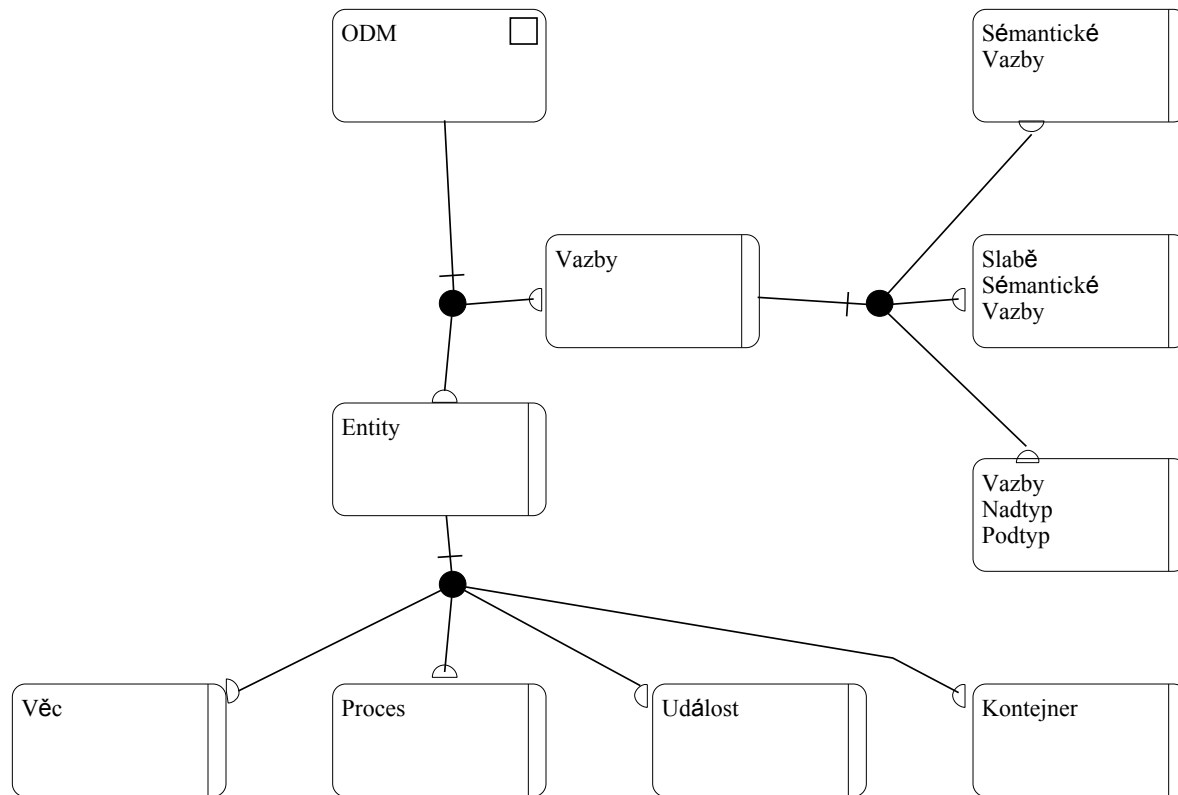 ODM
Sémantické
Vazby
Vazby
Slabě
Sémantické
Vazby
Entity
Vazby
Nadtyp
Podtyp
Věc
Proces
Událost
Kontejner